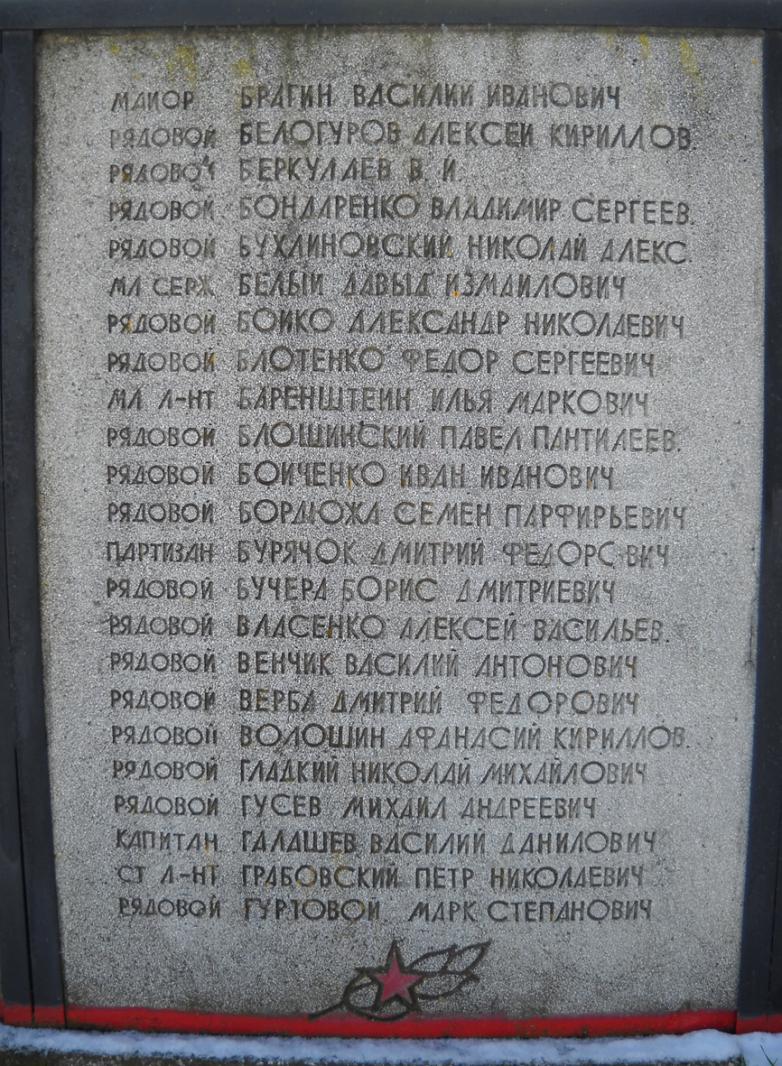 МАЙОР БРАГИН ВАСИЛИЙ ИВАНОВИЧ
РЯДОВОЙ БЕЛОГУРОВ АЛЕКСЕЙ КИРИЛЛОВ.
РЯДОВОЙ БЕРКУЛАЕВ В. И.
РЯДОВОЙ БОНДАРЕНКО ВЛАДИМИР СЕРГЕЕВ.
РЯДОВОЙ БУХЛИНОВСКИЙ НИКОЛАЙ АЛЕКС.
МЛ СЕРЖ БЕЛЫЙ ДАВЫД ИЗМАИЛОВИЧ
РЯДОВОЙ БОЙКО АЛЕКСАНДР НИКОЛАЕВИЧ
РЯДОВОЙ БЛОТЕНКО ФЕДОР СЕРГЕЕВИЧ
МЛ Л-НТ БАРЕНШТЕЙН ИЛЬЯ МАРКОВИЧ
РЯДОВОЙ БЛОШИНСКИЙ ПАВЕЛ ПАНТИЛЕЕВ.
РЯДОВОЙ БОЙЧЕНКО ИВАН ИВАНОВИЧ
РЯДОВОЙ БОРДЮЖА СЕМЕН ПАРФИРЬЕВИЧ
ПАРТИЗАН БУРЯЧОК ДМИТРИЙ ФЕДОРОВИЧ
РЯДОВОЙ БУЧЕРА БОРИС ДМИТРИЕВИЧ
РЯДОВОЙ ВЛАСЕНКО АЛЕКСЕЙ ВАСИЛЬЕВ.
РЯДОВОЙ ВЕНЧИК ВАСИЛИЙ АНТОНОВИЧ
РЯДОВОЙ ВЕРБА ДМИТРИЙ ФЕДОРОВИЧ
РЯДОВОЙ ВОЛОШИН АФАНАСИЙ КИРИЛЛОВ.
РЯДОВОЙ ГЛАДКИЙ НИКОЛАЙ МИХАЙЛОВИЧ
РЯДОВОЙ ГУСЕВ МИХАИЛ АНДРЕЕВИЧ
КАПИТАН ГАЛАШЕВ ВАСИЛИЙ ДАНИЛОВИЧ
СТ Л-НТ ГРАБОВСКИЙ ПЕТР НИКОЛАЕВИЧ
РЯДОВОЙ ГУРТОВОЙ МАРК СТЕПАНОВИЧ